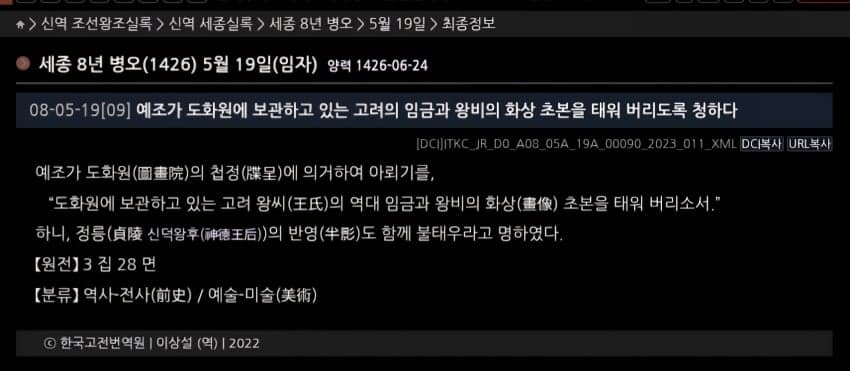 > 신역 조선왕조실록 > 신역 세종실록 > 세종 8년 병오 > 5월 19일 > 최종정보
세종 8년 병오(1426) 5월 19일(임자) 양력 1426-06-24
08-05-19[09] 예조가 도화원에 보관하고 있는 고려의 임금과 왕비의 화상 초본을 태워 버리도록 청하다
[DCI]ITKC_JR_D0_A08_05A_19A_00090_2023_011_XML DCI복사 URL복사
예조가 도화원(圖畫院)의 첩정(牒呈)에 의거하여 아뢰기를,
“도화원에 보관하고 있는 고려 왕씨(王氏)의 역대 임금과 왕비의 화상(畫像) 초본을 태워 버리소서.”
하니, 정릉(貞陵 신덕왕후(神德王后))의 반영(半影)도 함께 불태우라고 명하였다.
【원전】 3 집 28 면
【분류】 역사-전사(前史) / 예술-미술(美術)
ⓒ 한국고전번역원 | 이상설 (역) | 2022